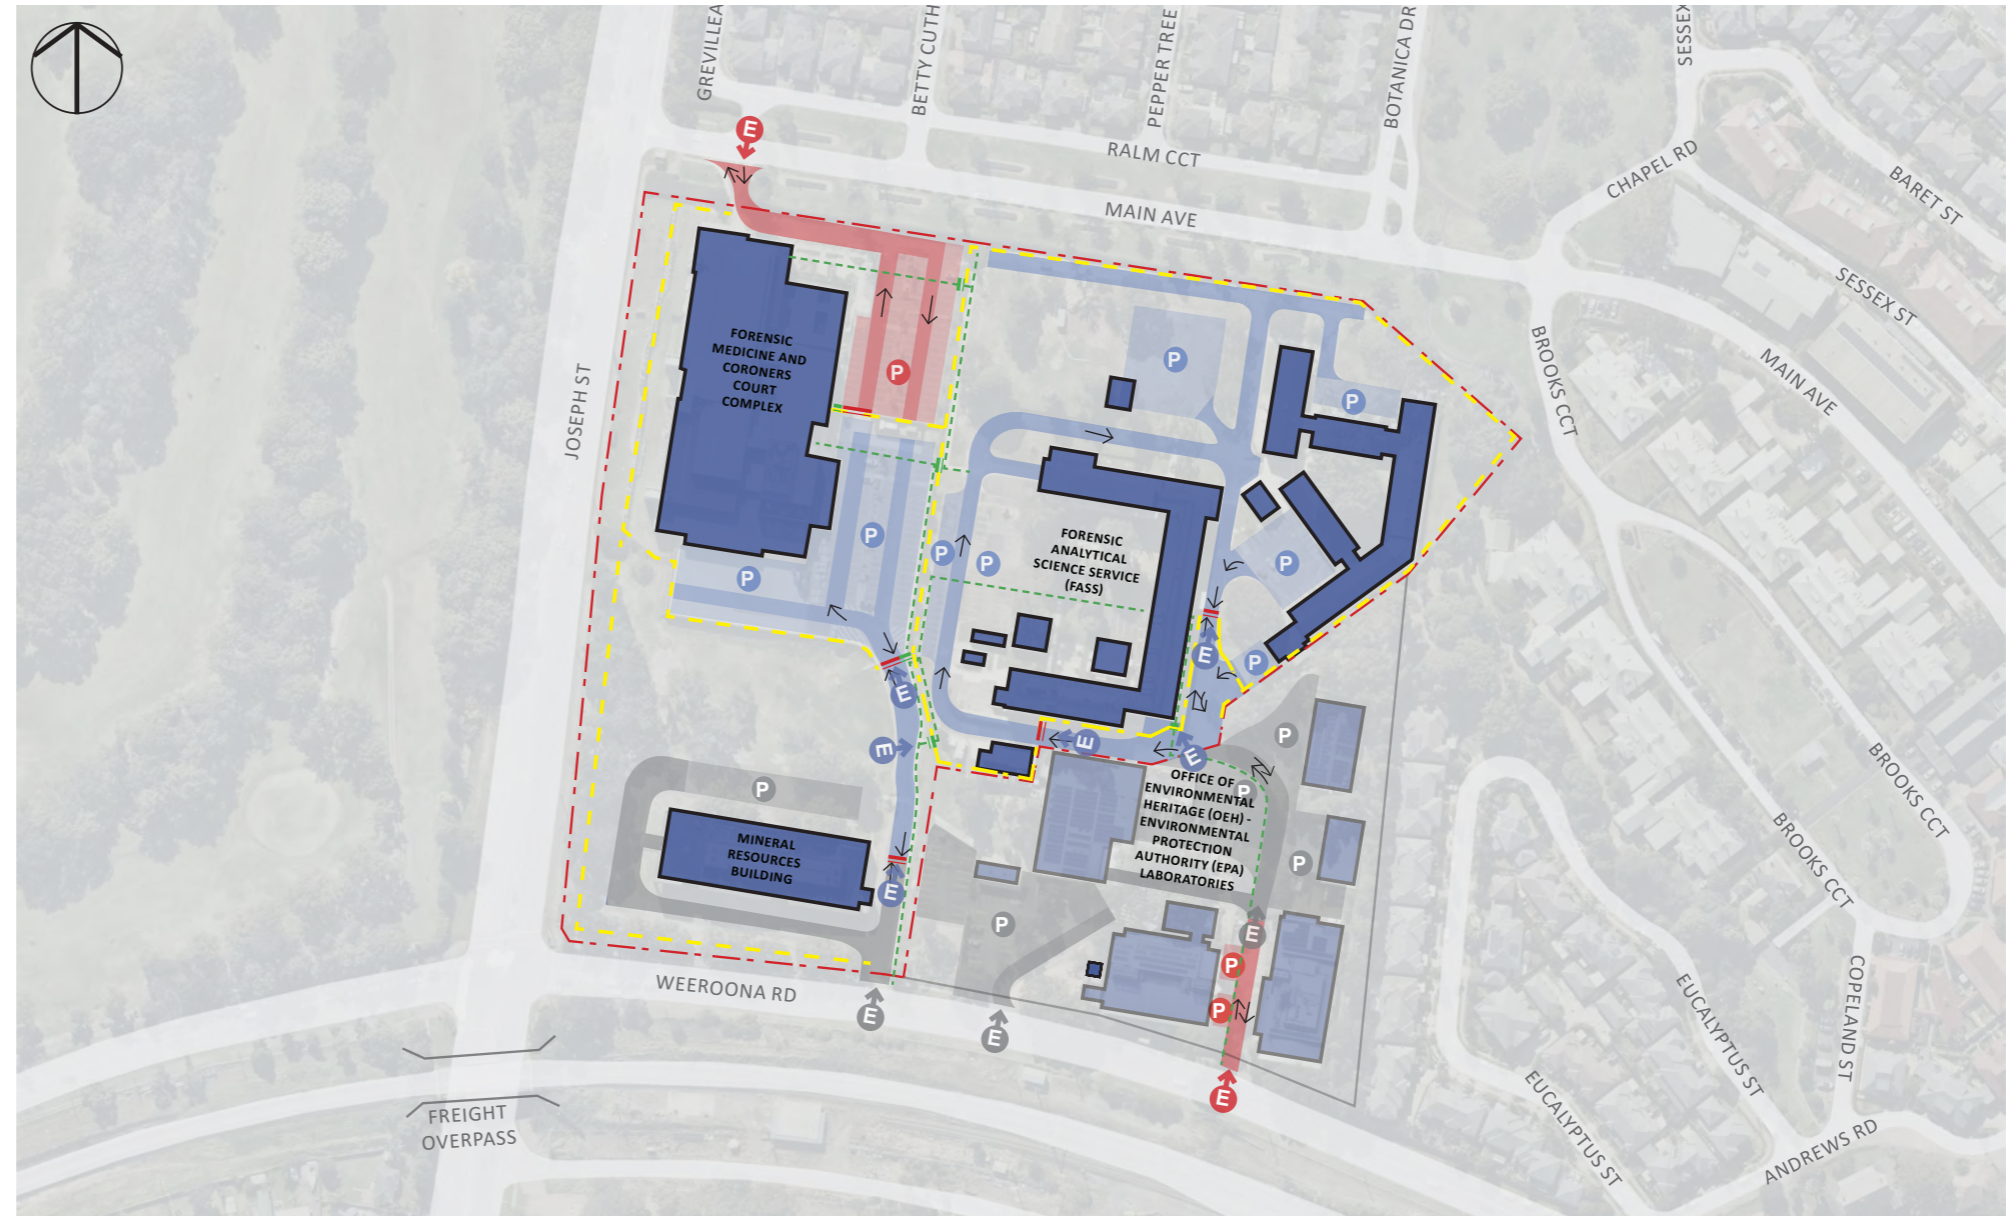 GREVILLEA
BETTY CUTH
PEPPER TREE
BOTANICA DR
SESSEX
RALM CCT
MAIN AVE
CHAPEL RD
BARET ST
SESSEX ST
MAIN AVE
BROOKS CCT
BROOKS CCT
BROOKS CCT
JOSEPH ST
E
FORENSIC
MEDICINE AND
CORONERS
COURT
COMPLEX
P
P
P
P
P
P
P
FORENSIC
ANALYTICAL
SCIENCE SERVICE
(FASS)
P
P
E
P
E
E
E
E
P
P
OFFICE OF
ENVIRONMENTAL
HERITAGE (OEH) -
ENVIRONMENTAL
PROTECTION
AUTHORITY (EPA)
LABORATORIES
P
P
MINERAL
RESOURCES
BUILDING
E
P
P
E
P
P
WEEROONA RD
E
E
E
FREIGHT
OVERPASS
COPELAND ST
EUCALYPTUS ST
EUCALYPTUS ST
ANDREWS RD